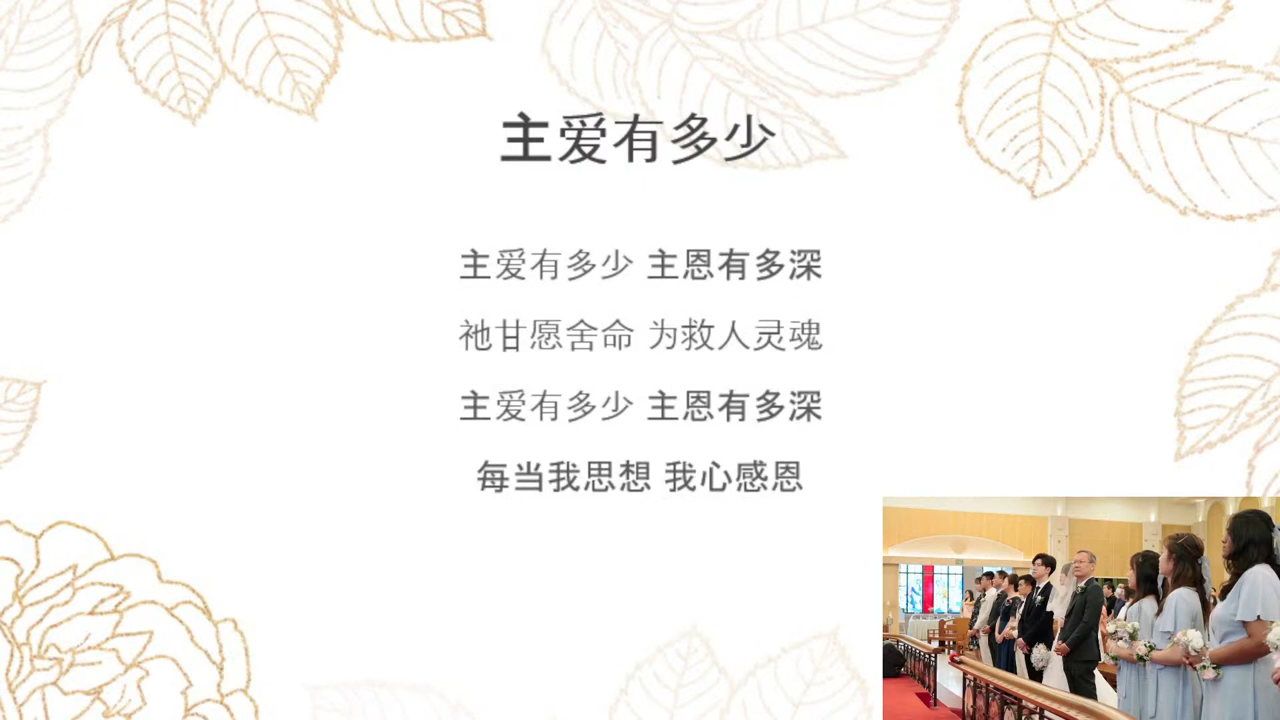 主爱有多少
主爱有多少 主恩有多深
祂甘愿舍命 为救人灵魂
主爱有多少 主恩有多深
每当我思想 我心感恩